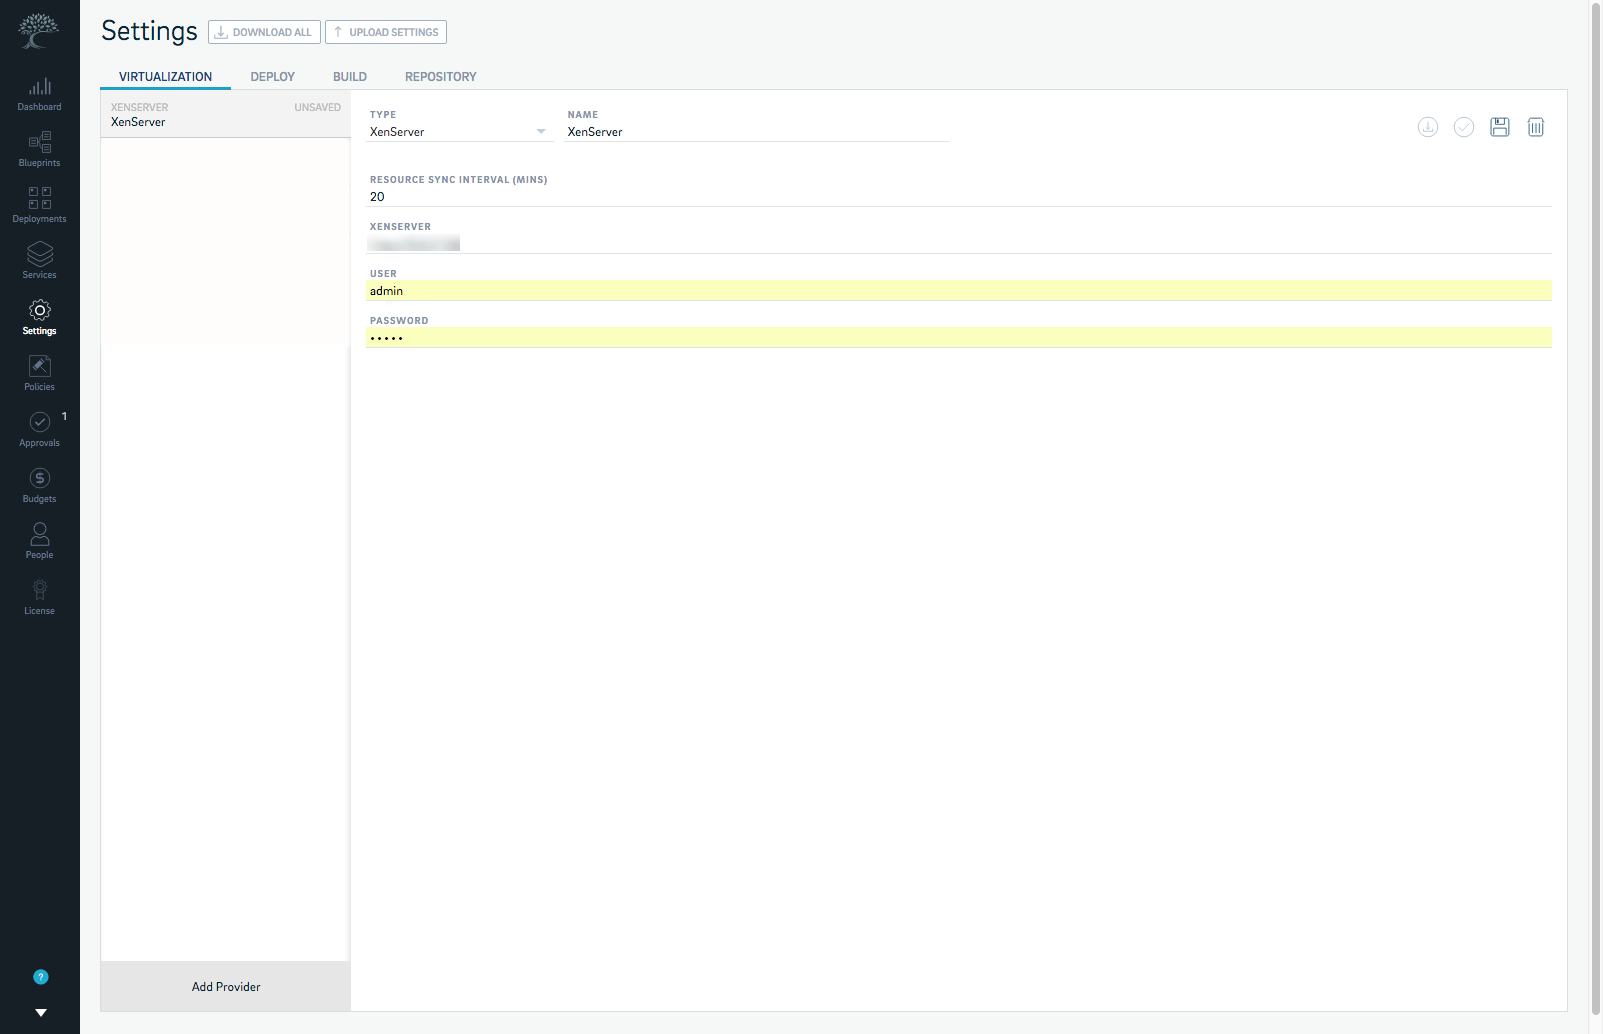 Settings
DOWNLOAD ALL
UPLOAD SETTINGS
VIRTUALIZATION
DEPLOY
BUILD
REPOSITORY
Dashboard
Blueprints
Deployments
Services
Settings
Policies
1
Approvals
$
Budgets
People
License
?
XENSERVER
UNSAVED
XenServer
Add Provider
TYPE
XenServer
NAME
XenServer
RESOURCE SYNC INTERVAL (MINS)
20
XENSERVER
USER
admin
PASSWORD
•••••